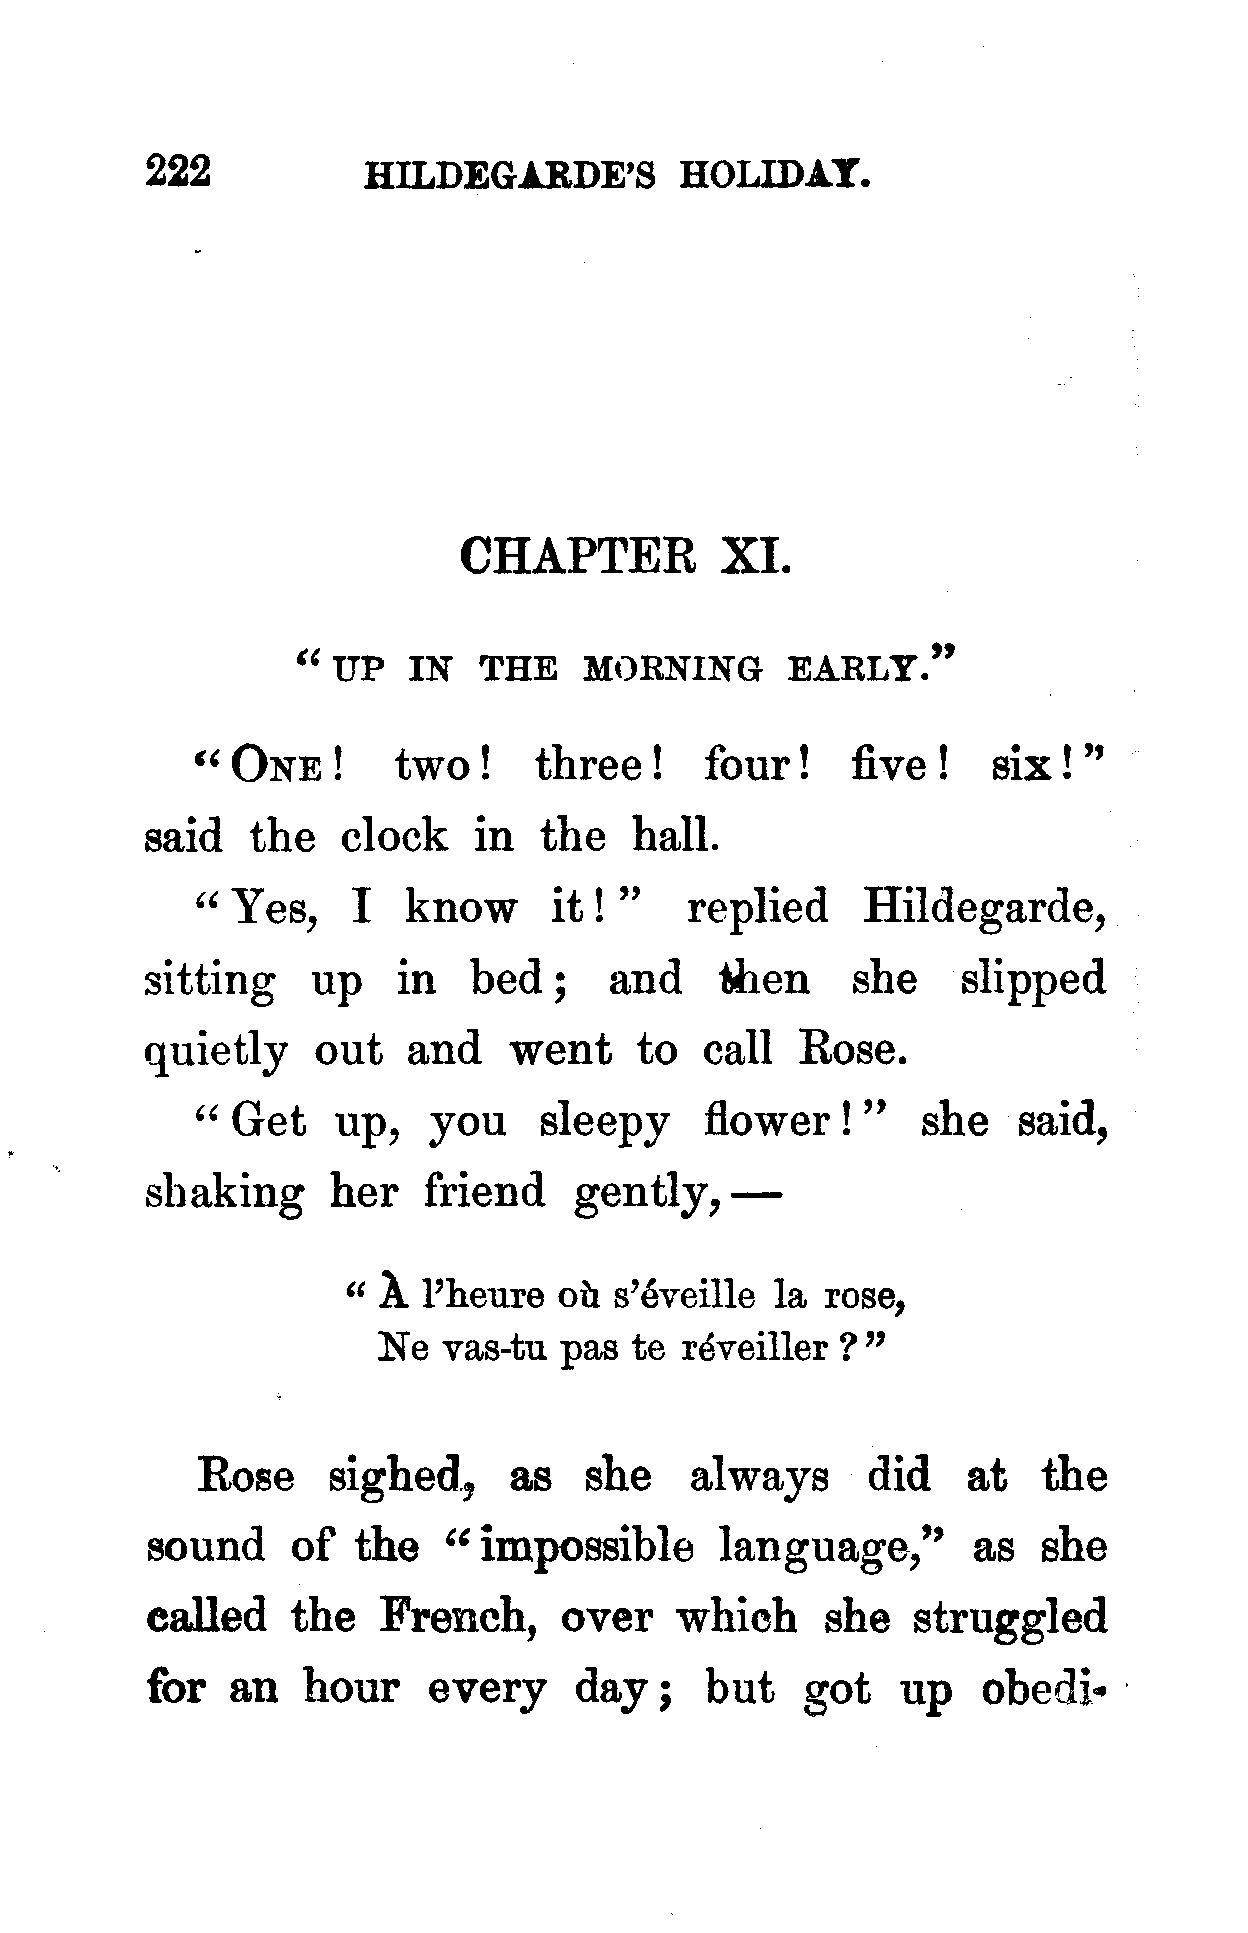 222 HILDEGARDE'S HOLIDAY.
CHAPTER XI.
"UP IN THE MORNING EARLY."
"ONE! two! three! four! five! six!"
said the clock in the hall.
"Yes, I know it!" replied Hildegarde,
sitting up in bed; and then she slipped
quietly out and went to call Rose.
"Get up, you sleepy flower!" she said,
shaking her friend gently,—
"À l'heure où s'éveille la rose,
Ne vas-tu pas te réveiller?"
Rose sighed, as she always did at the
sound of the "impossible language," as she
called the French, over which she struggled
for an hour every day; but got up obedi-